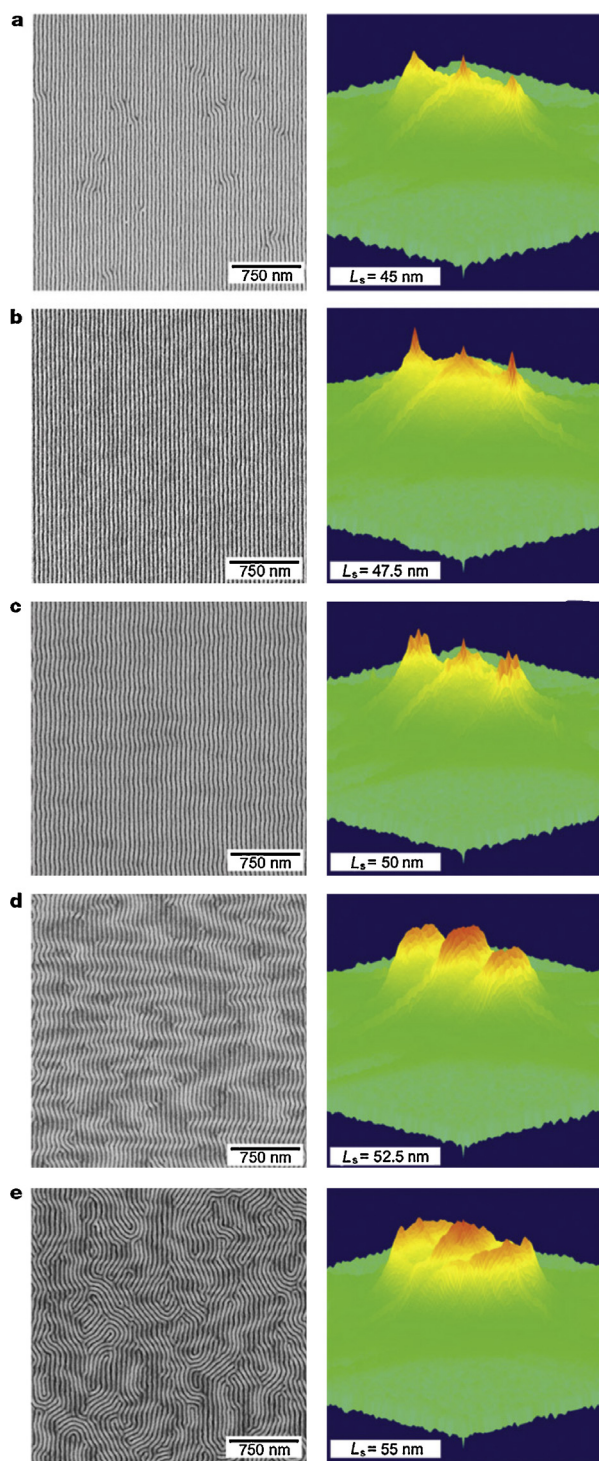 a
750 nm
Ls = 45 nm
b
750 nm
Ls = 47.5 nm
c
750 nm
Ls = 50 nm
d
750 nm
Ls = 52.5 nm
e
750 nm
Ls = 55 nm